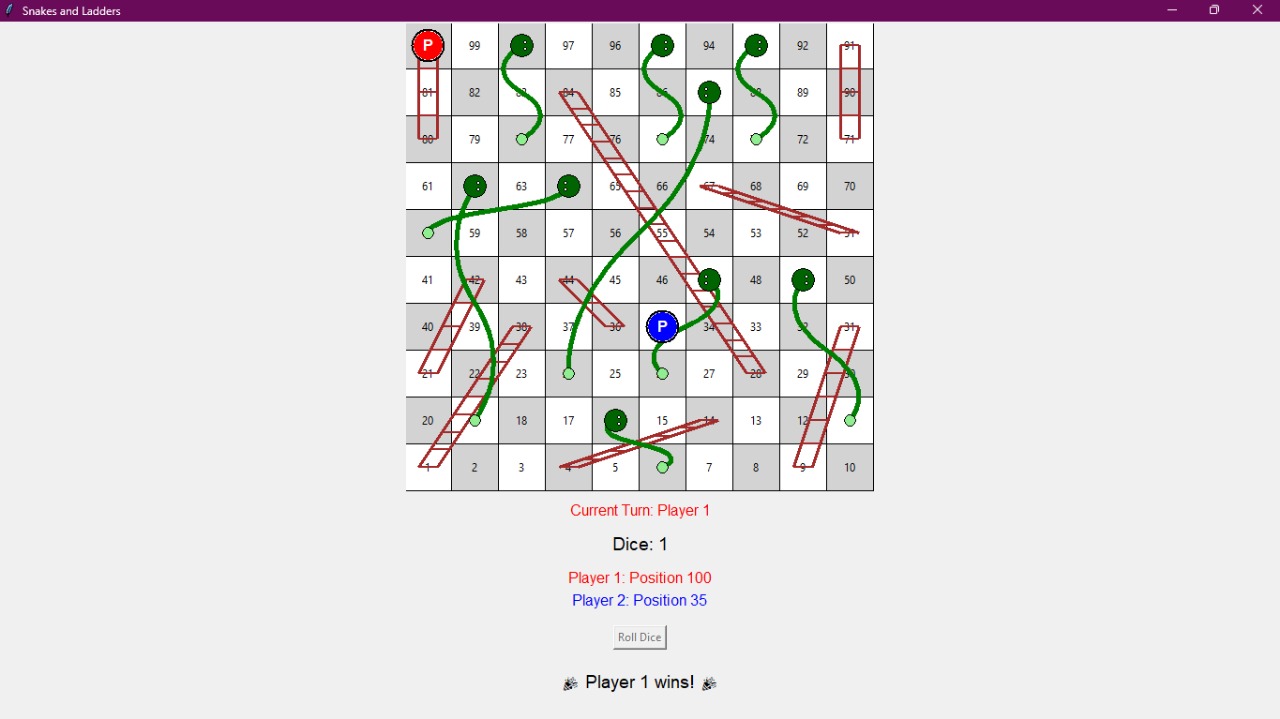 Snakes and Ladders
P 99 97 96 94 92 91
81 82 83 84 85 86 88 89 90
80 79 77 76 74 72 71
61 63 65 66 67 68 69 70
59 58 57 56 55 54 53 52 51
41 42 43 44 45 46 48 50
40 39 38 37 36 P 34 33 32 31
21 22 23 25 27 28 29 30
20 18 17 15 14 13 12
1 2 3 4 5 7 8 9 10
Current Turn: Player 1
Dice: 1
Player 1: Position 100
Player 2: Position 35
Roll Dice
🎉 Player 1 wins! 🎉